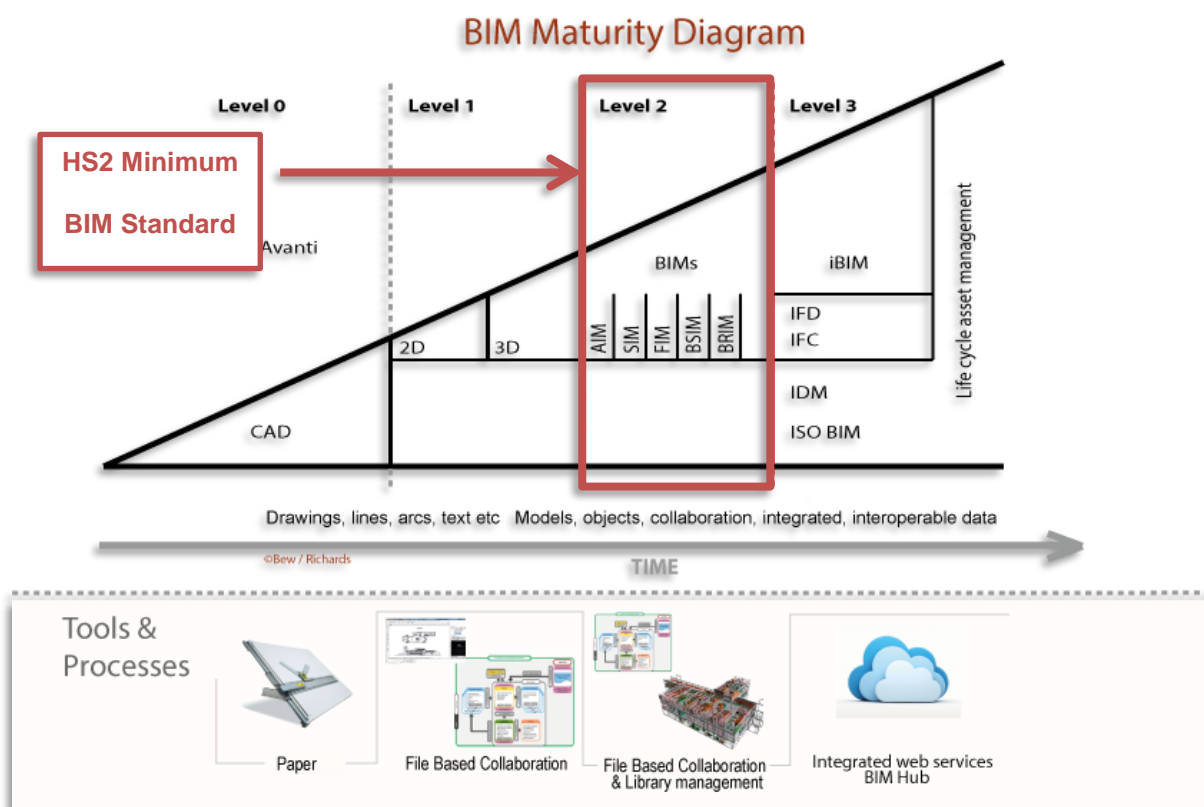 BIM Maturity Diagram
Level 0
Level 1
Level 2
Level 3
HS2 Minimum
BIM Standard
Avanti
BIMs
iBIM
AIM
SIM
FIM
BSIM
BRIM
IFD
IFC
2D
3D
Life cycle asset management
IDM
ISO BIM
CAD
Drawings, lines, arcs, text etc Models, objects, collaboration, integrated, interoperable data
©Bew / Richards
TIME
Tools &
Processes
Paper
File Based Collaboration
File Based Collaboration
& Library management
Integrated web services
BIM Hub